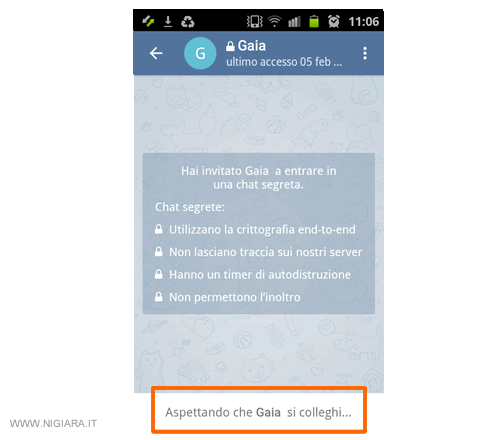 11:06
G
Gaia
ultimo accesso 05 feb ...
Hai invitato Gaia a entrare in
una chat segreta.
Chat segrete:
Utilizzano la crittografia end-to-end
Non lasciano traccia sui nostri server
Hanno un timer di autodistruzione
Non permettono l'inoltro
Aspettando che Gaia si colleghi...
WWW.NIGIARA.IT